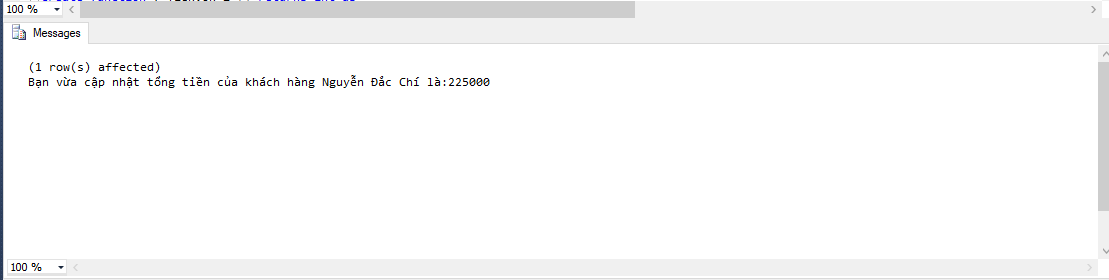 100 %
Messages
(1 row(s) affected)
Bạn vừa cập nhật tổng tiền của khách hàng Nguyễn Đắc Chí là:225000
100 %